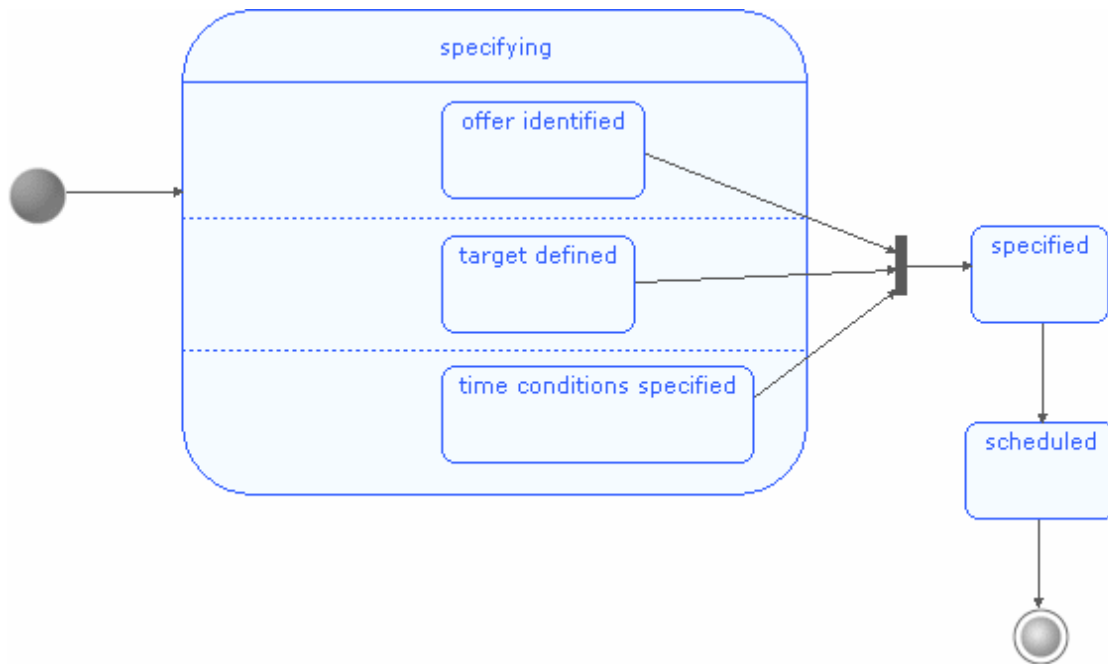 specifying
offer identified
target defined
specified
time conditions specified
scheduled